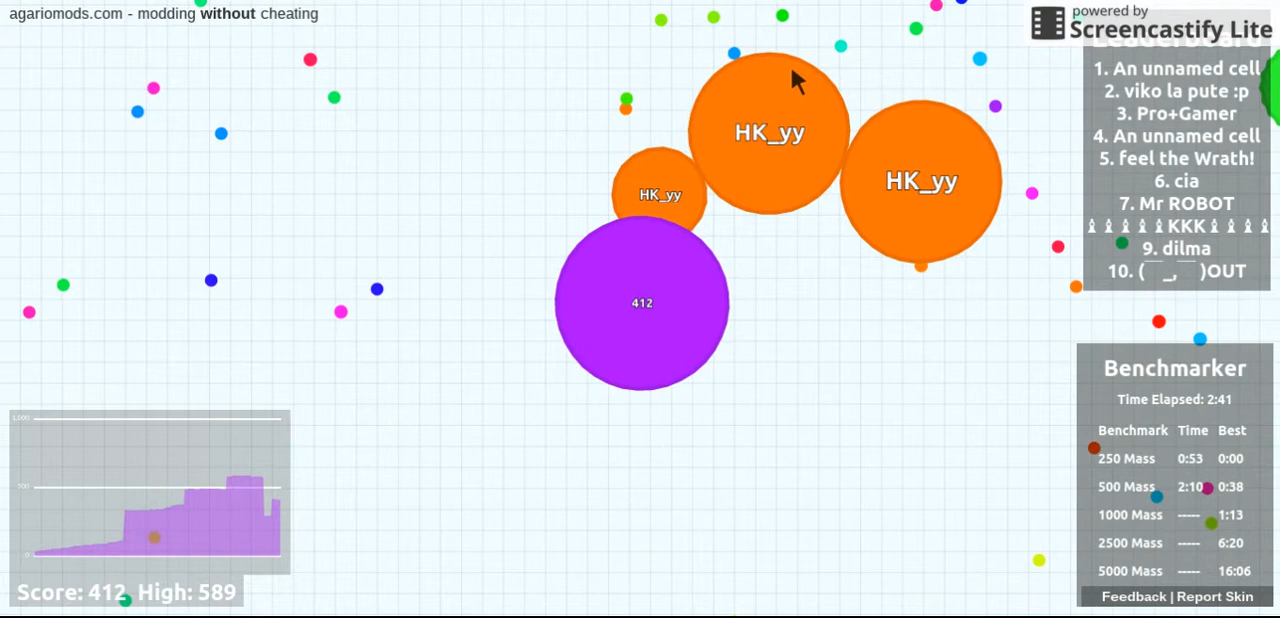 agariomods.com - modding without cheating
powered by
Screencastify Lite
1. An unnamed cell
2. viko la pute :p
3. Pro+Gamer
4. An unnamed cell
5. feel the Wrath!
6. cia
7. Mr ROBOT
KKK
9. dilma
10. (¯_,¯ )OUT
HK_yy
HK_yy
HK_yy
412
Benchmarker
Time Elapsed: 2:41
Benchmark Time Best
250 Mass 0:53 0:00
500 Mass 2:10 0:38
1000 Mass ----- 1:13
2500 Mass ----- 6:20
5000 Mass ----- 16:06
Feedback | Report Skin
1,000
500
0
Score: 412 High: 589